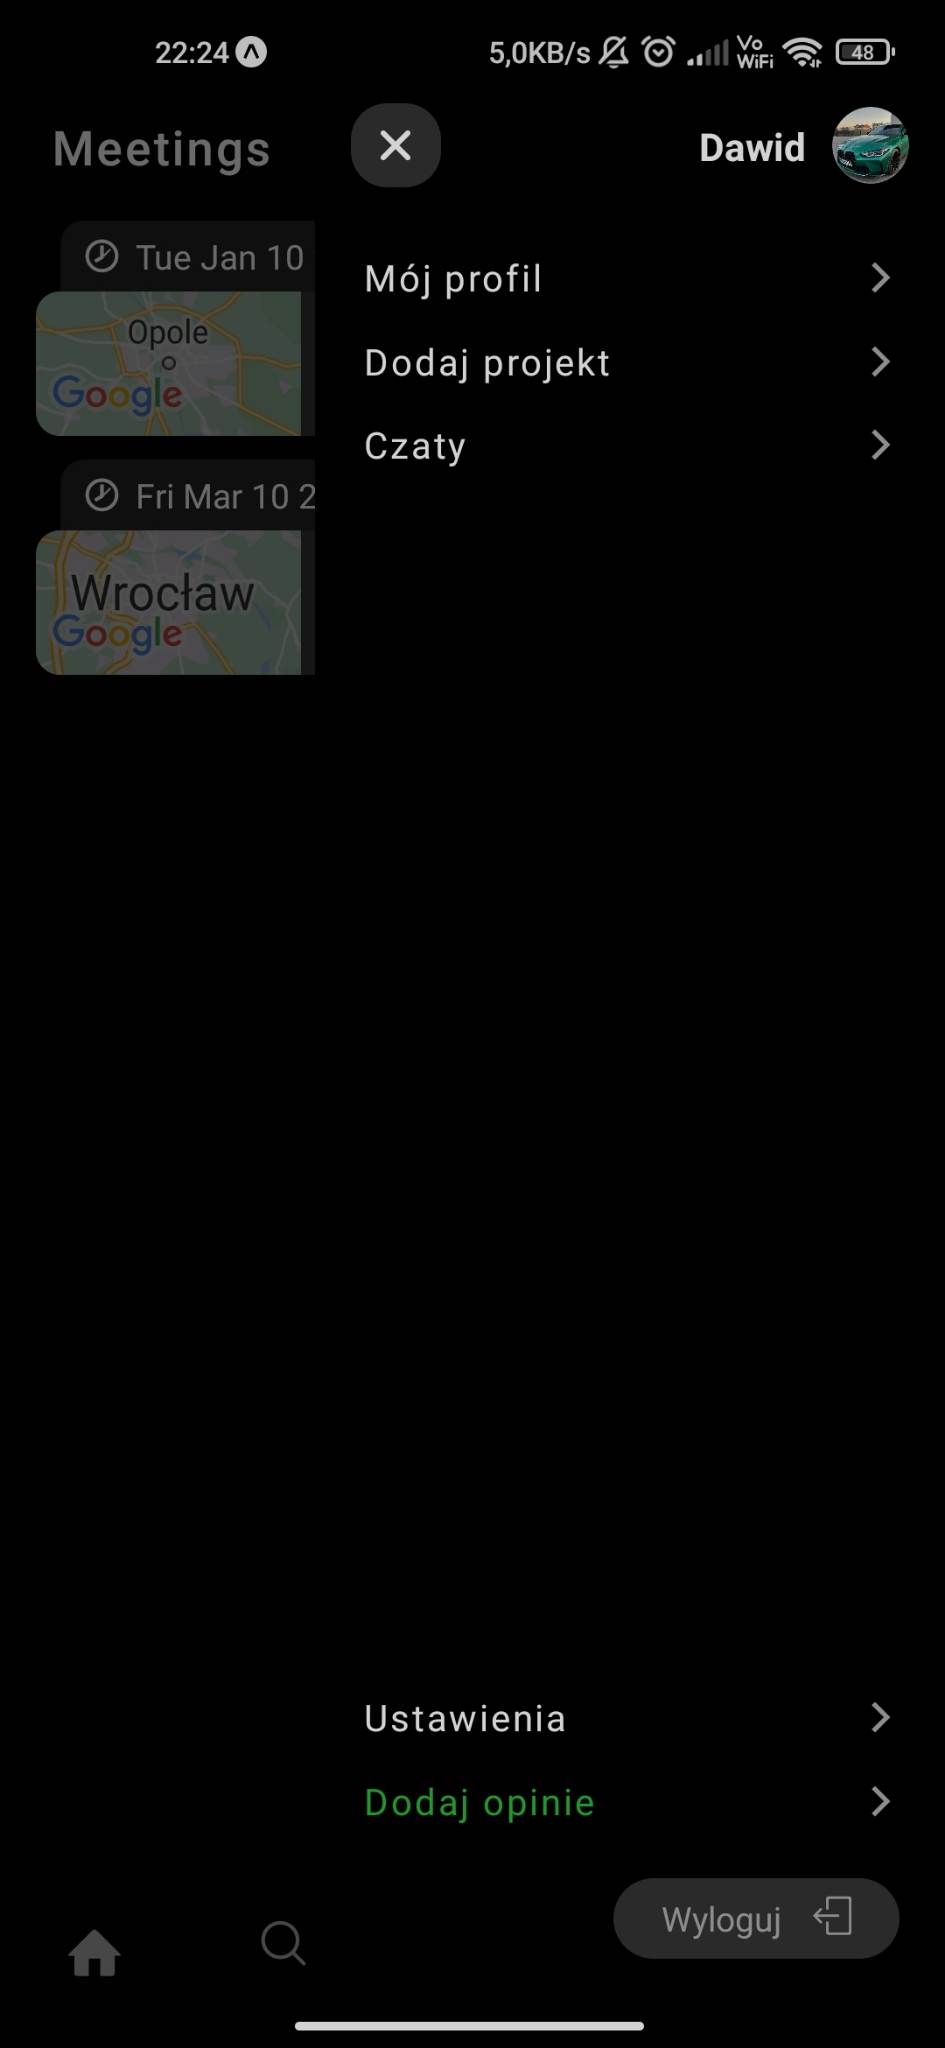 22:24
5,0KB/s
Vo
WiFi
48
Meetings
Dawid
Tue Jan 10
Opole
Google
Fri Mar 10 2
Wrocław
Google
Mój profil
Dodaj projekt
Czaty
Ustawienia
Dodaj opinie
Wyloguj